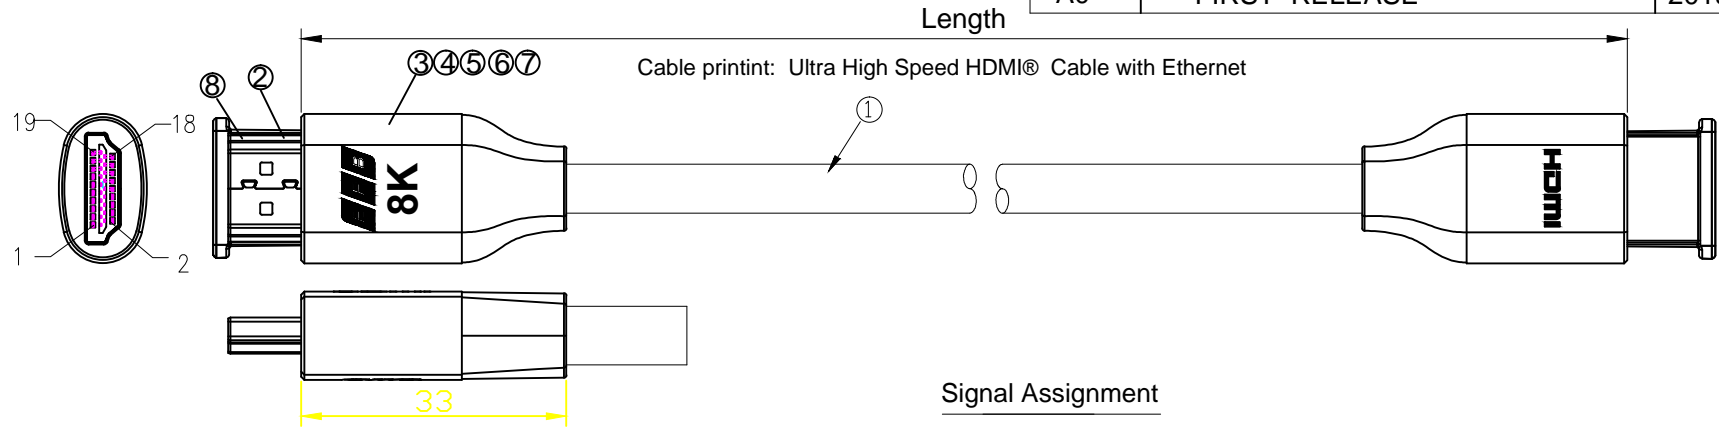 FIRST RELEASE
Length
③④⑤⑥⑦
Cable printint: Ultra High Speed HDMI® Cable with Ethernet
⑧ ②
①
19
18
8K
HDMI
1
2
33
Signal Assignment